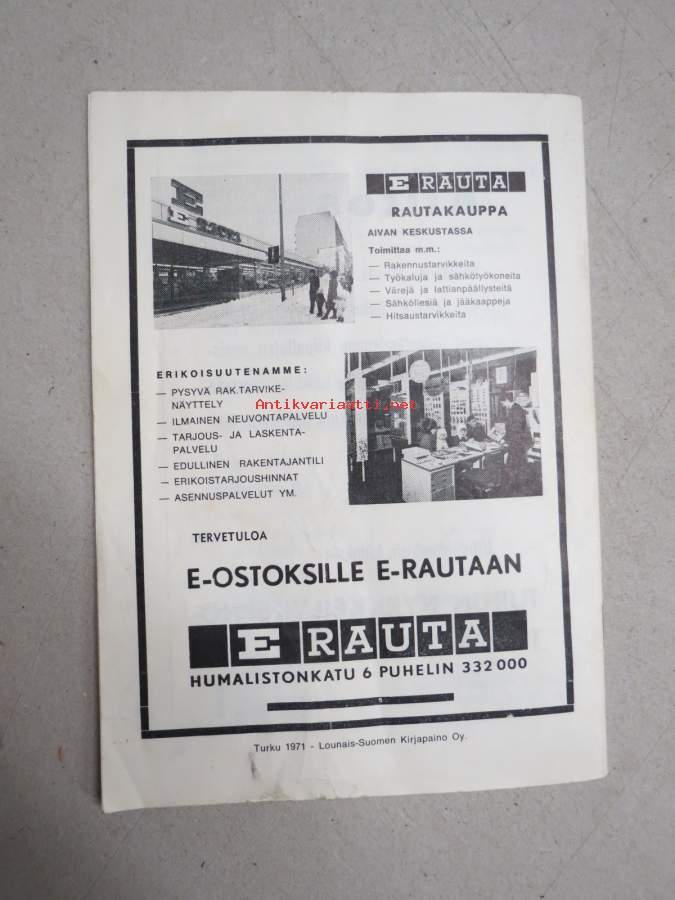 E RAUTA
RAUTAKAUPPA
AIVAN KESKUSTASSA
Toimittaa m.m.:
— Rakennustarvikkeita
— Työkaluja ja sähkötyökoneita
— Värejä ja lattianpäällysteitä
— Sähköliesiä ja jääkaappeja
— Hitsaustarvikkeita
E
ERIKOISUUTENAMME:
— PYSYVÄ RAK.TARVIKE-
NÄYTTELY
— ILMAINEN NEUVONTAPALVELU
— TARJOUS- JA LASKENTA-
PALVELU
— EDULLINEN RAKENTAJANTILI
— ERIKOISTARJOUSHINNAT
— ASENNUSPALVELUT YM.
Antikvariaatti.net
TERVETULOA
E-OSTOKSILLE E-RAUTAAN
E RAUTA
HUMALISTONKATU 6 PUHELIN 332 000
Turku 1971 - Lounais-Suomen Kirjapaino Oy.